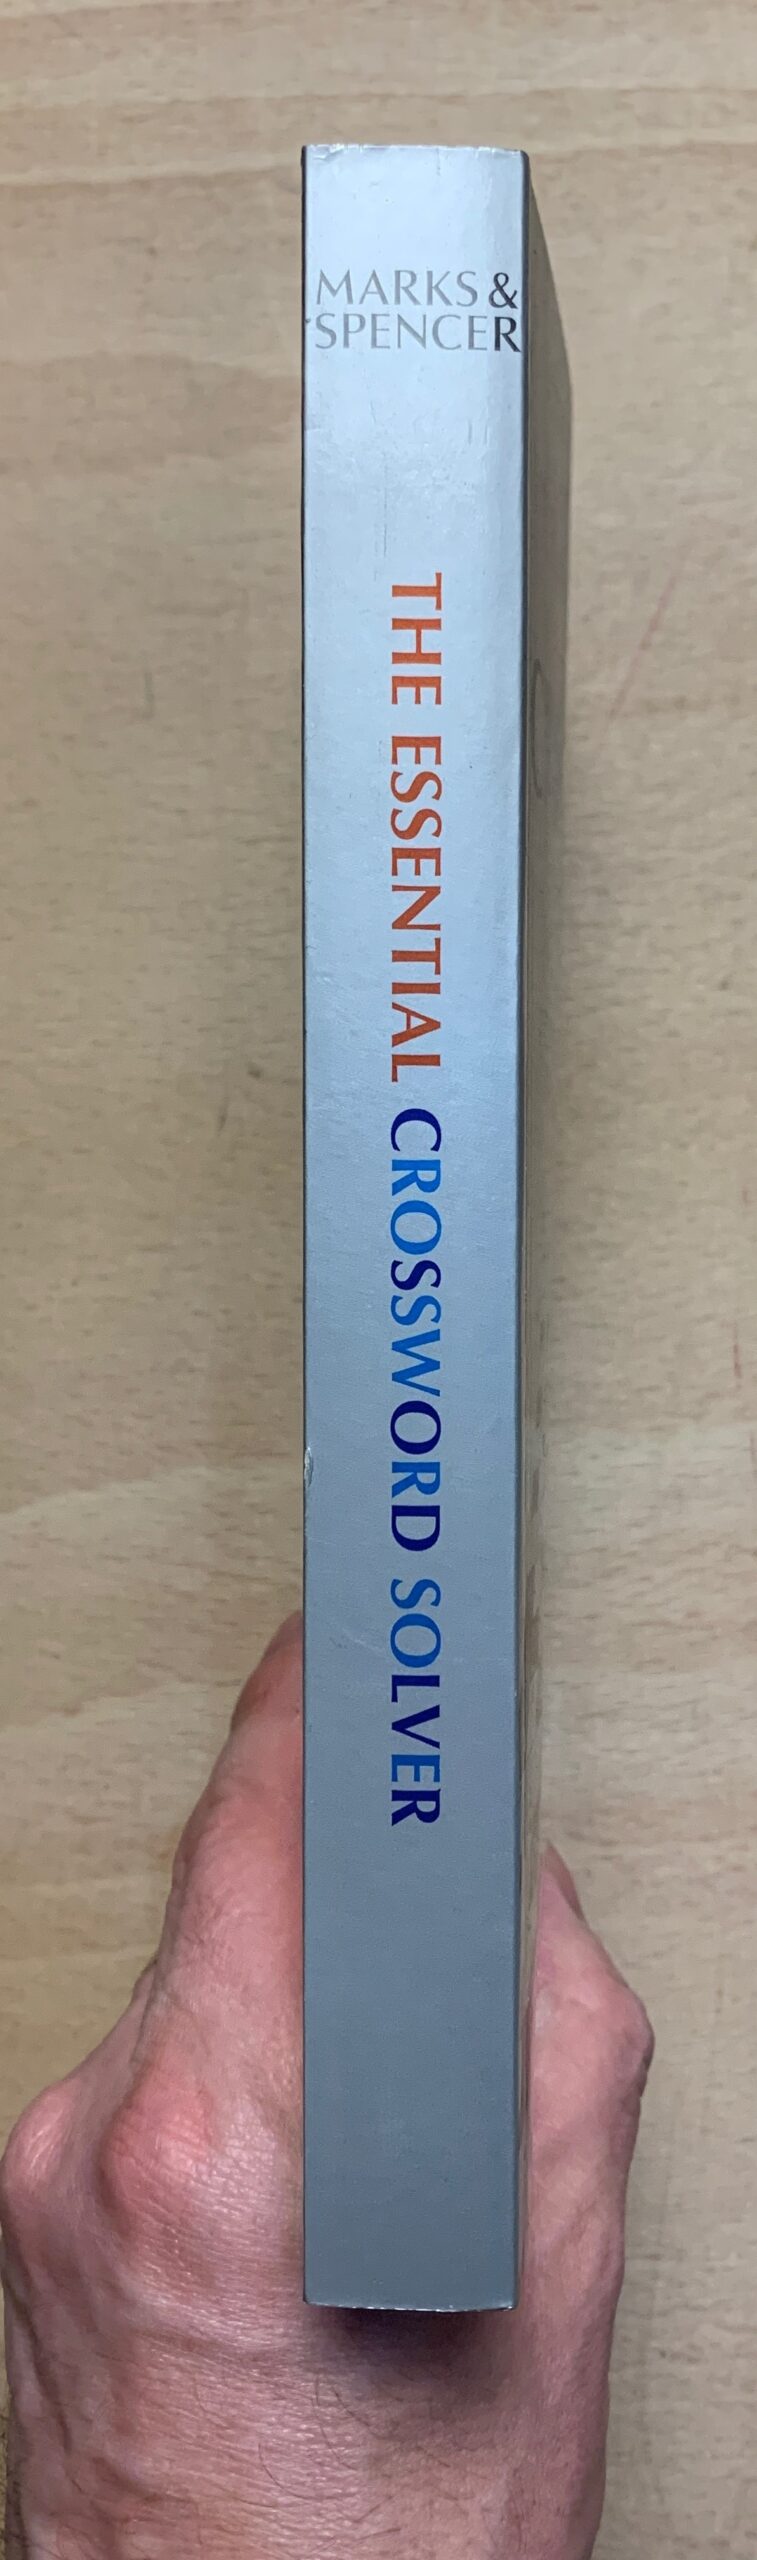 MARKS &
SPENCER
THE ESSENTIAL CROSSWORD SOLVER